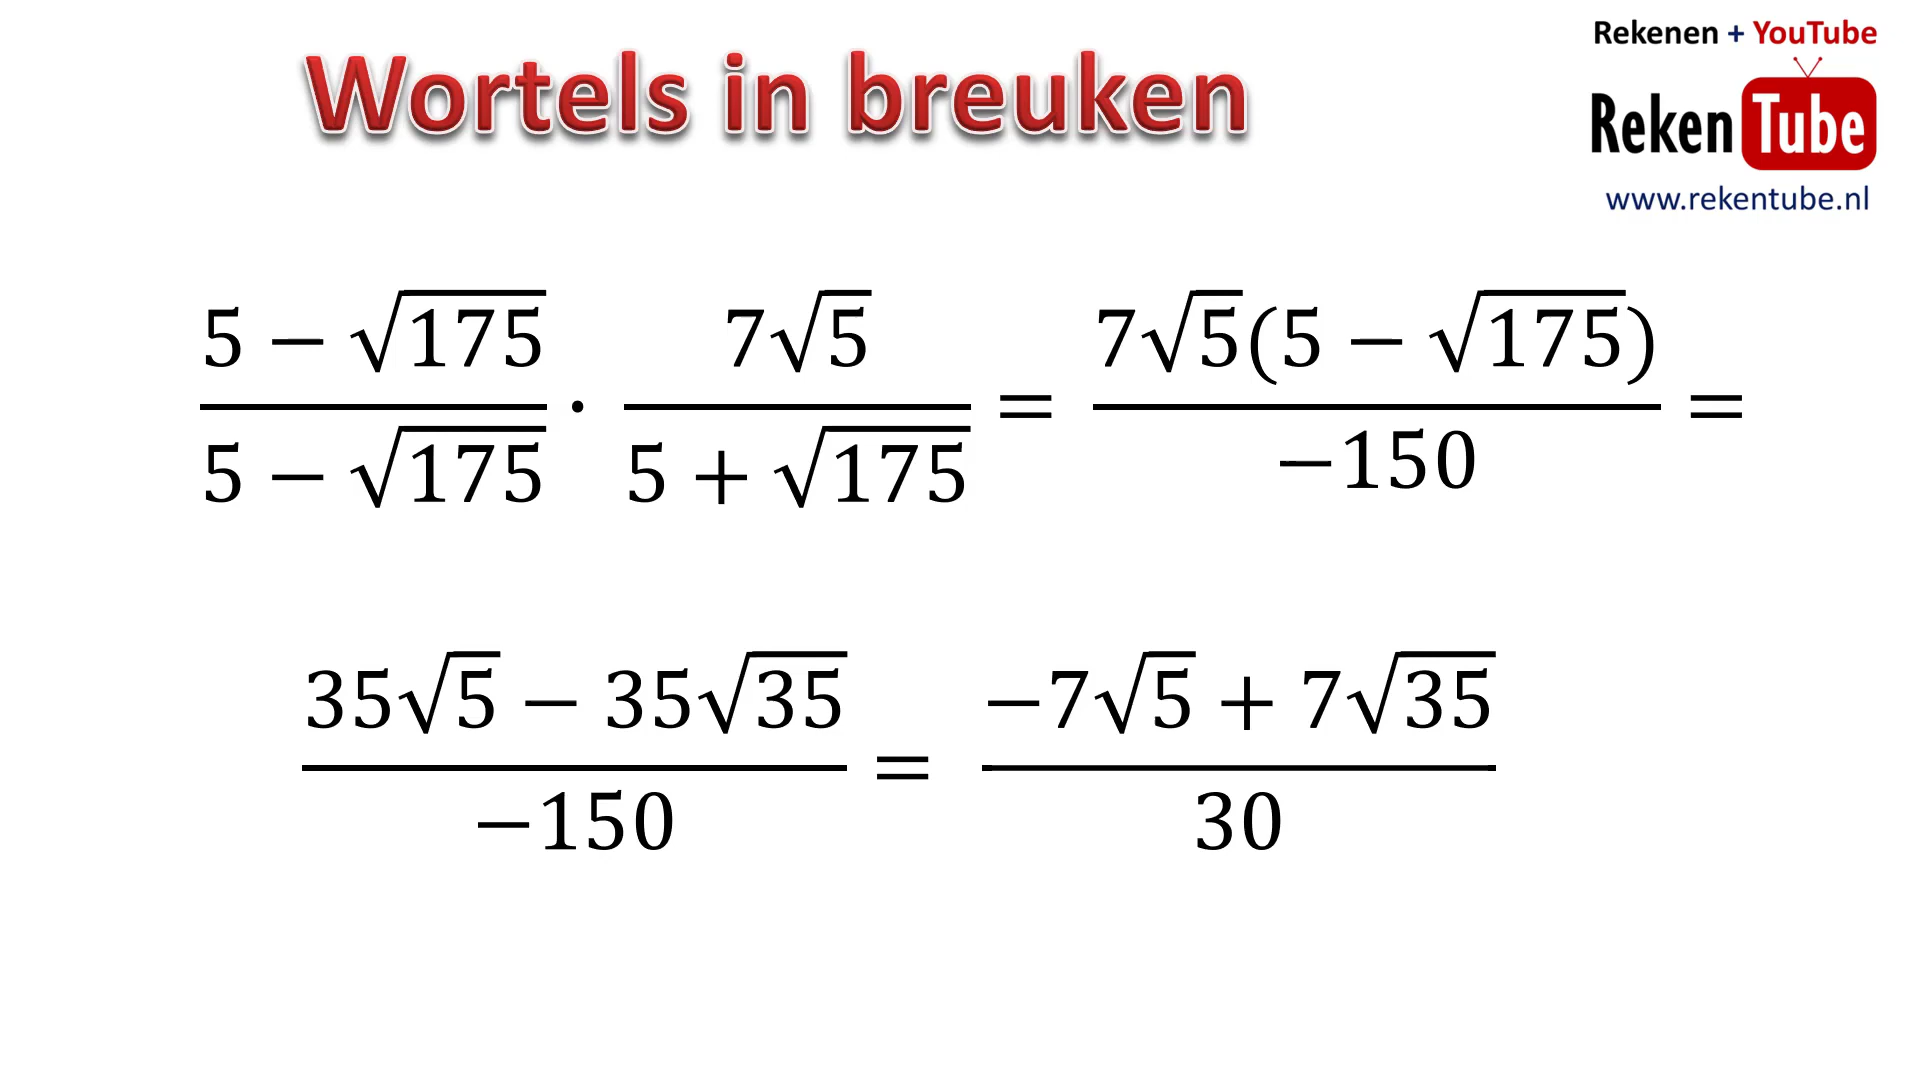 Wortels in breuken
Rekenen + YouTube
Reken Tube
www.rekentube.nl
(5 − √175)/(5 − √175) · (7√5)/(5 + √175) = (7√5(5 − √175))/(−150) =
(35√5 − 35√35)/(−150) = (−7√5 + 7√35)/30